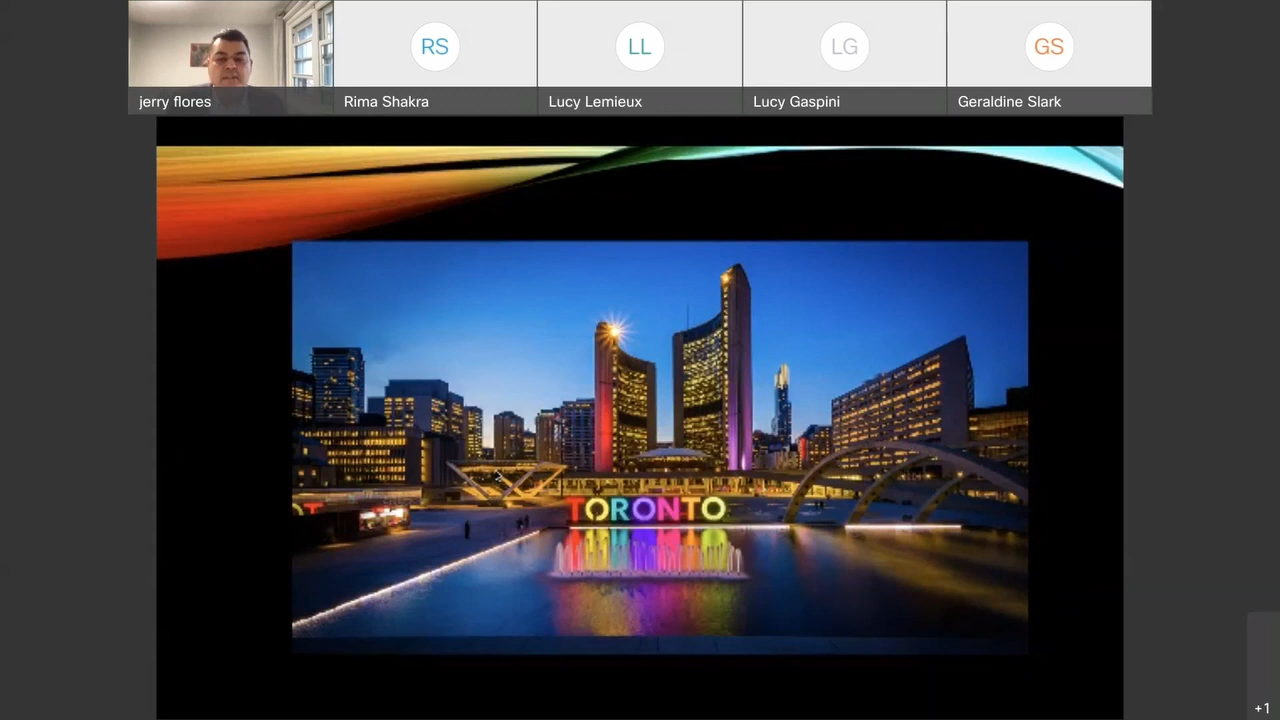 RS
LL
LG
GS
jerry flores
Rima Shakra
Lucy Lemieux
Lucy Gaspini
Geraldine Slark
TORONTO
+1